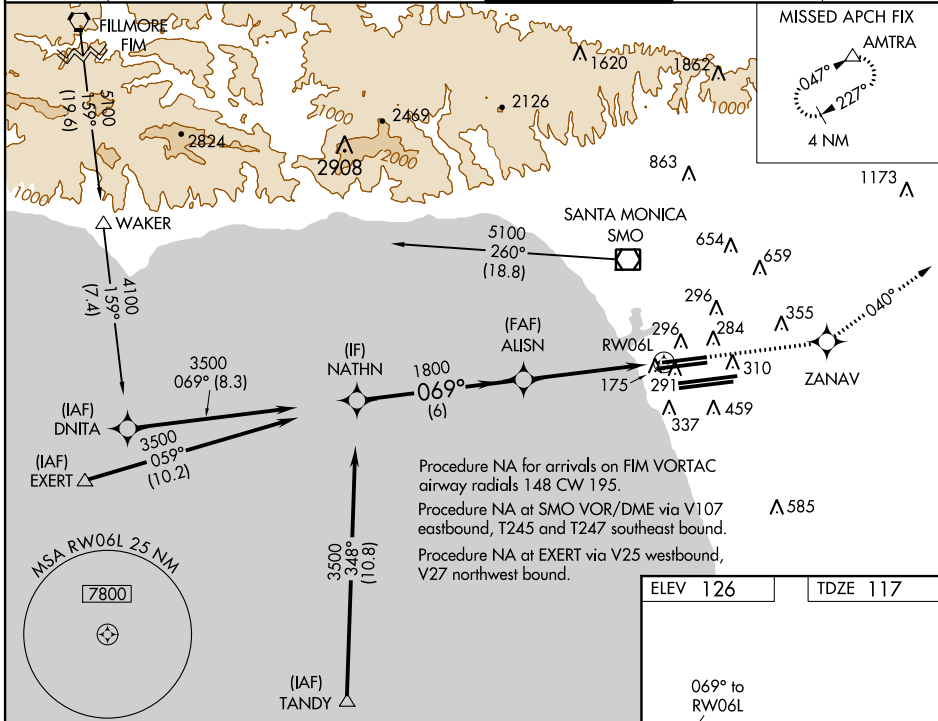 FILLMORE
FIM
5100
159°
(19.6)
1620
1862
1000
MISSED APCH FIX
AMTRA
047°
227°
4 NM
1000
2469
2126
2824
2908
2000
1000
863
1173
WAKER
SANTA MONICA
SMO
5100
260°
(18.8)
654
659
4100
159°
(7.4)
296
355
040°
(FAF)
ALISN
RW06L
296
284
(IF)
NATHN
3500
069° (8.3)
1800
069°
(6)
175
291
310
ZANAV
(IAF)
DNITA
337
459
3500
059°
(10.2)
(IAF)
EXERT
Procedure NA for arrivals on FIM VORTAC
airway radials 148 CW 195.
Procedure NA at SMO VOR/DME via V107
eastbound, T245 and T247 southeast bound.
Procedure NA at EXERT via V25 westbound,
V27 northwest bound.
585
3500
348°
(10.8)
MSA RW06L 25 NM
7800
(IAF)
TANDY
ELEV 126
TDZE 117
069° to
RW06L